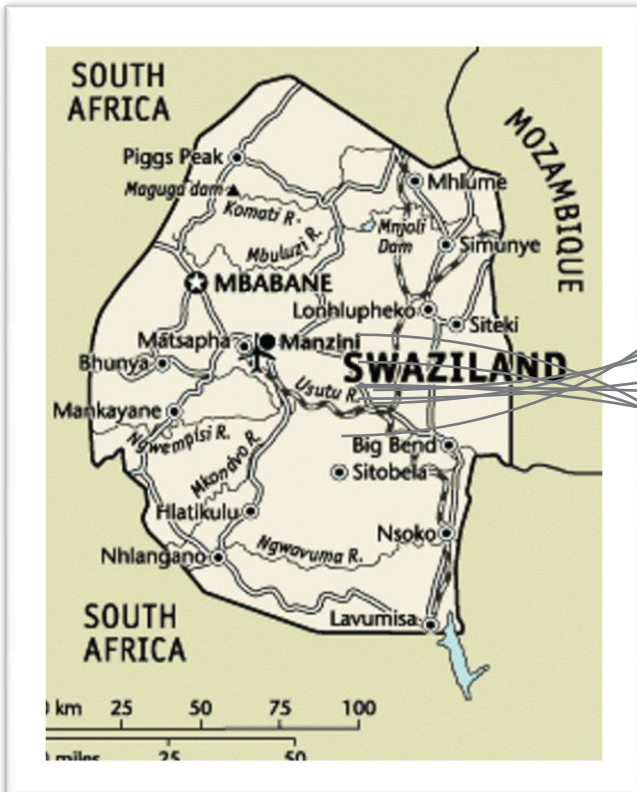 SOUTH
AFRICA
MOZAMBIQUE
Piggs Peak
Maguga dam
Komati R.
Mhlume
Mnjoli
Dam
Mbuluzi R.
Simunye
MBABANE
Lonhlupheko
Siteki
Matsapha
Manzini
Bhunya
SWAZILAND
Usutu R.
Mankayane
Ngwempisi R.
Big Bend
Mkondvo R.
Sitobela
Hlatikulu
Nsoko
Nhlangano
Ngwavuma R.
SOUTH
AFRICA
Lavumisa
0 km 25 50 75 100
0 miles 25 50